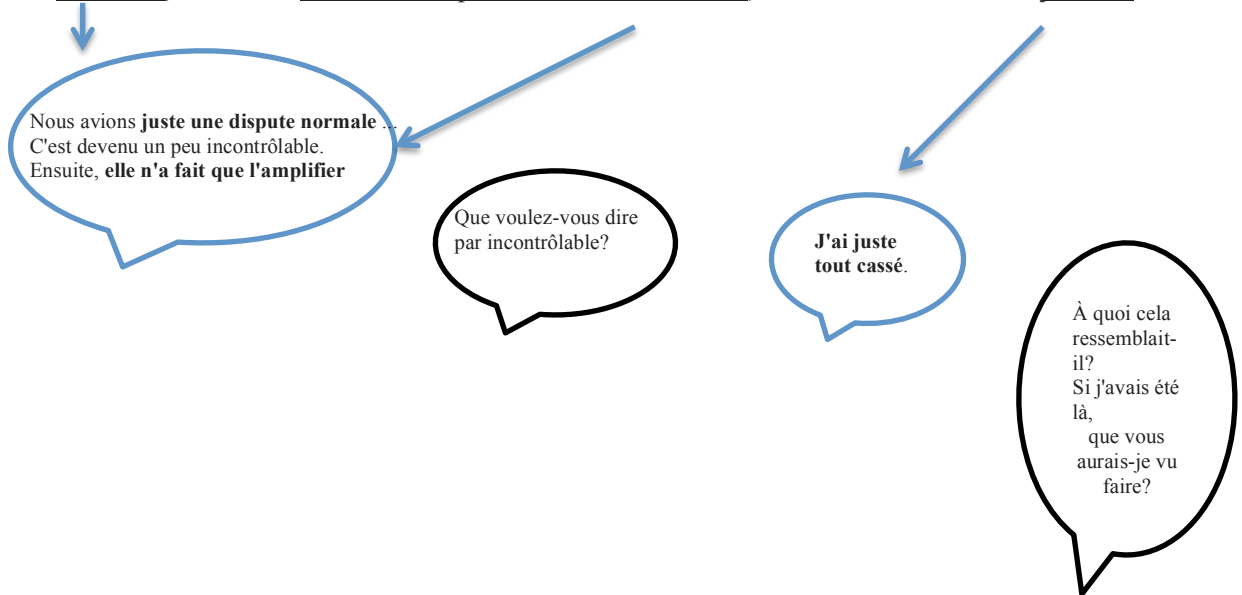 Nous avions juste une dispute normale ...
C'est devenu un peu incontrôlable.
Ensuite, elle n'a fait que l'amplifier
Que voulez-vous dire
par incontrôlable?
J'ai juste
tout cassé.
À quoi cela
ressemblait-
il?
Si j'avais été
là,
que vous
aurais-je vu
faire?